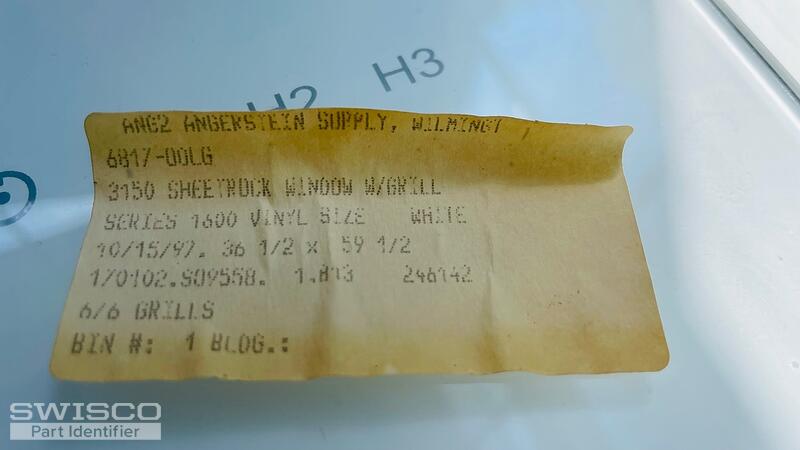 H2 H3
ANG2 ANGERSTEIN SUPPLY, WILMINGT
6817-00LG
3150 SHEETROCK WINDOW W/GRILL
SERIES 1600 VINYL SIZE WHITE
10/15/97. 36 1/2 x 59 1/2
1/0102.S09558. 1.813 246142
6/6 GRILLS
BIN #: 1 BLDG.:
SWISCO
Part Identifier